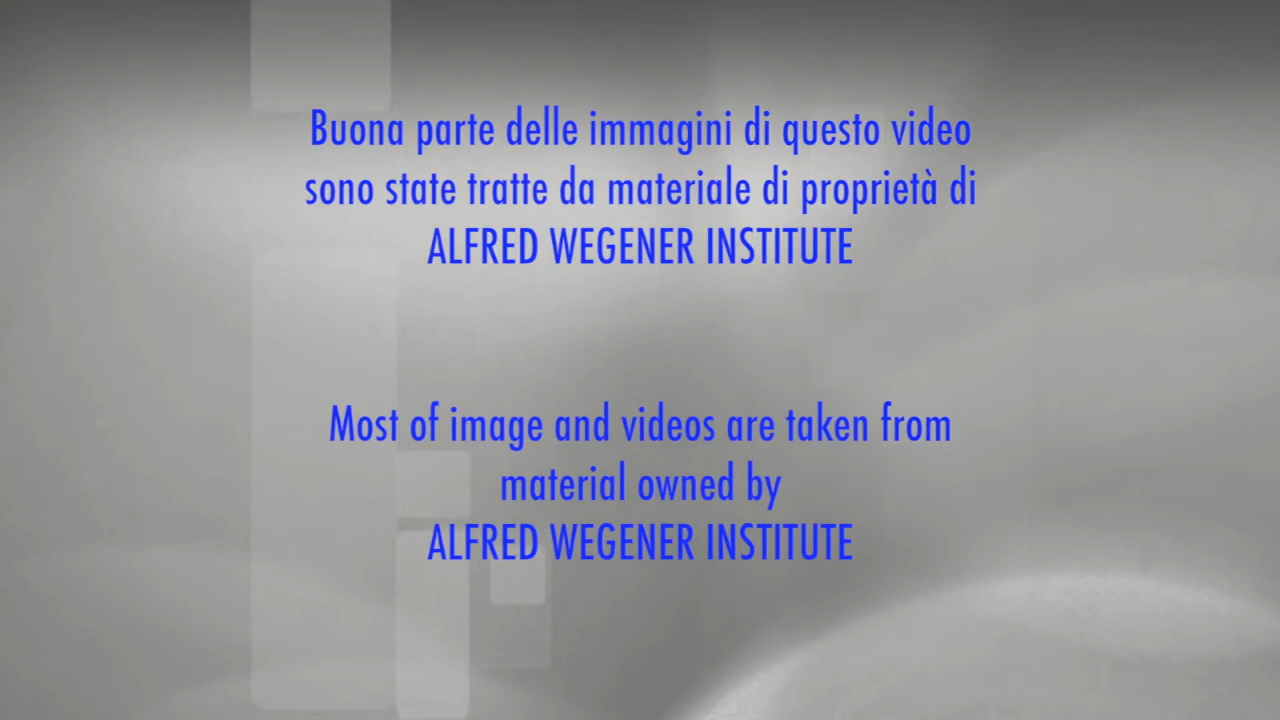 Buona parte delle immagini di questo video
sono state tratte da materiale di proprietà di
ALFRED WEGENER INSTITUTE
Most of image and videos are taken from
material owned by
ALFRED WEGENER INSTITUTE